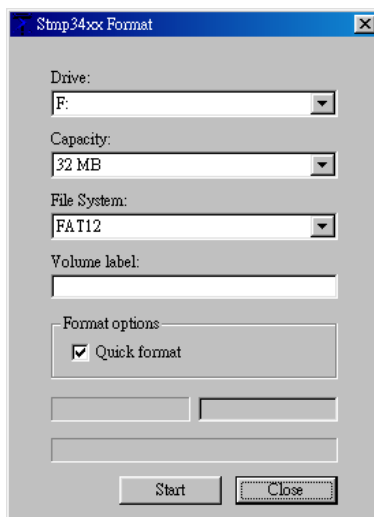 Stmp34xx Format
Drive:
F:
Capacity:
32 MB
File System:
FAT12
Volume label:
Format options
Quick format
Start Close